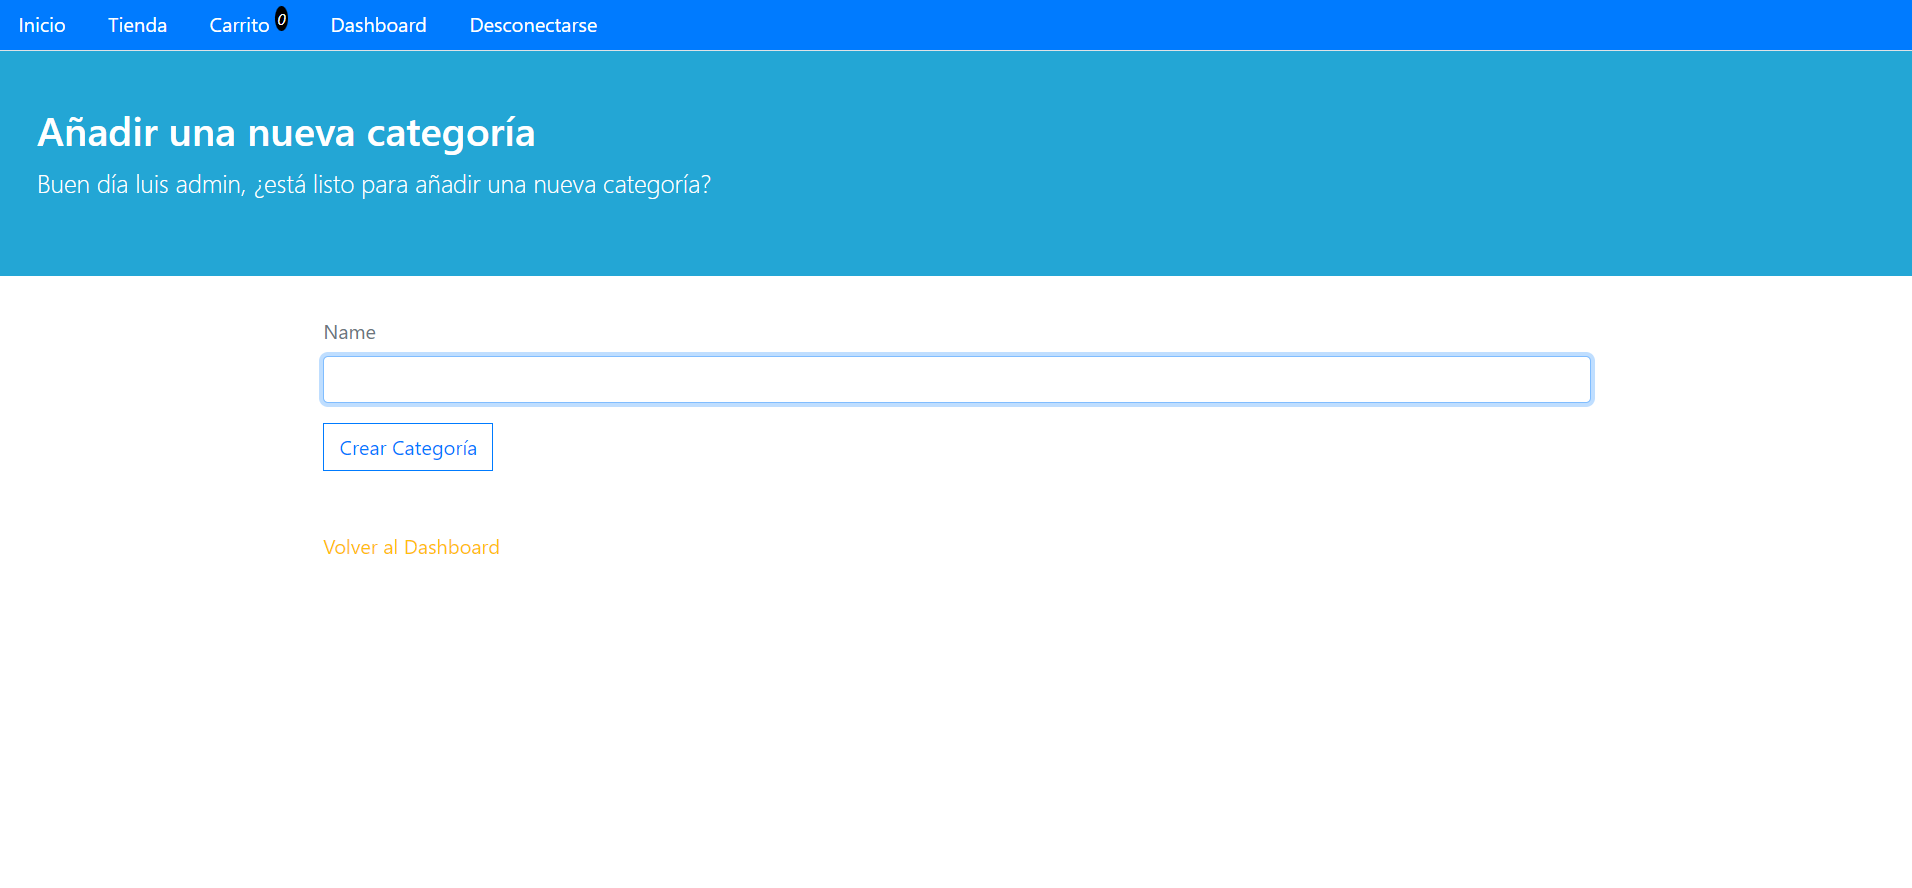 Inicio Tienda Carrito 0 Dashboard Desconectarse
Añadir una nueva categoría
Buen día luis admin, ¿está listo para añadir una nueva categoría?
Name
Crear Categoría
Volver al Dashboard